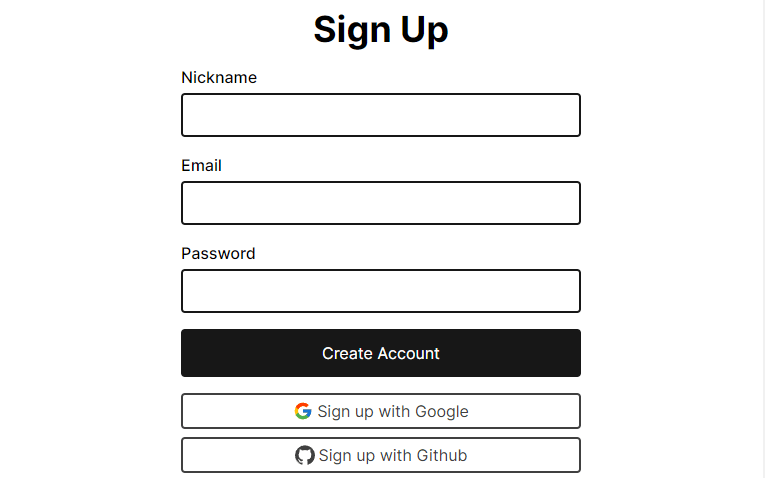 Sign Up
Nickname
Email
Password
Create Account
Sign up with Google
Sign up with Github